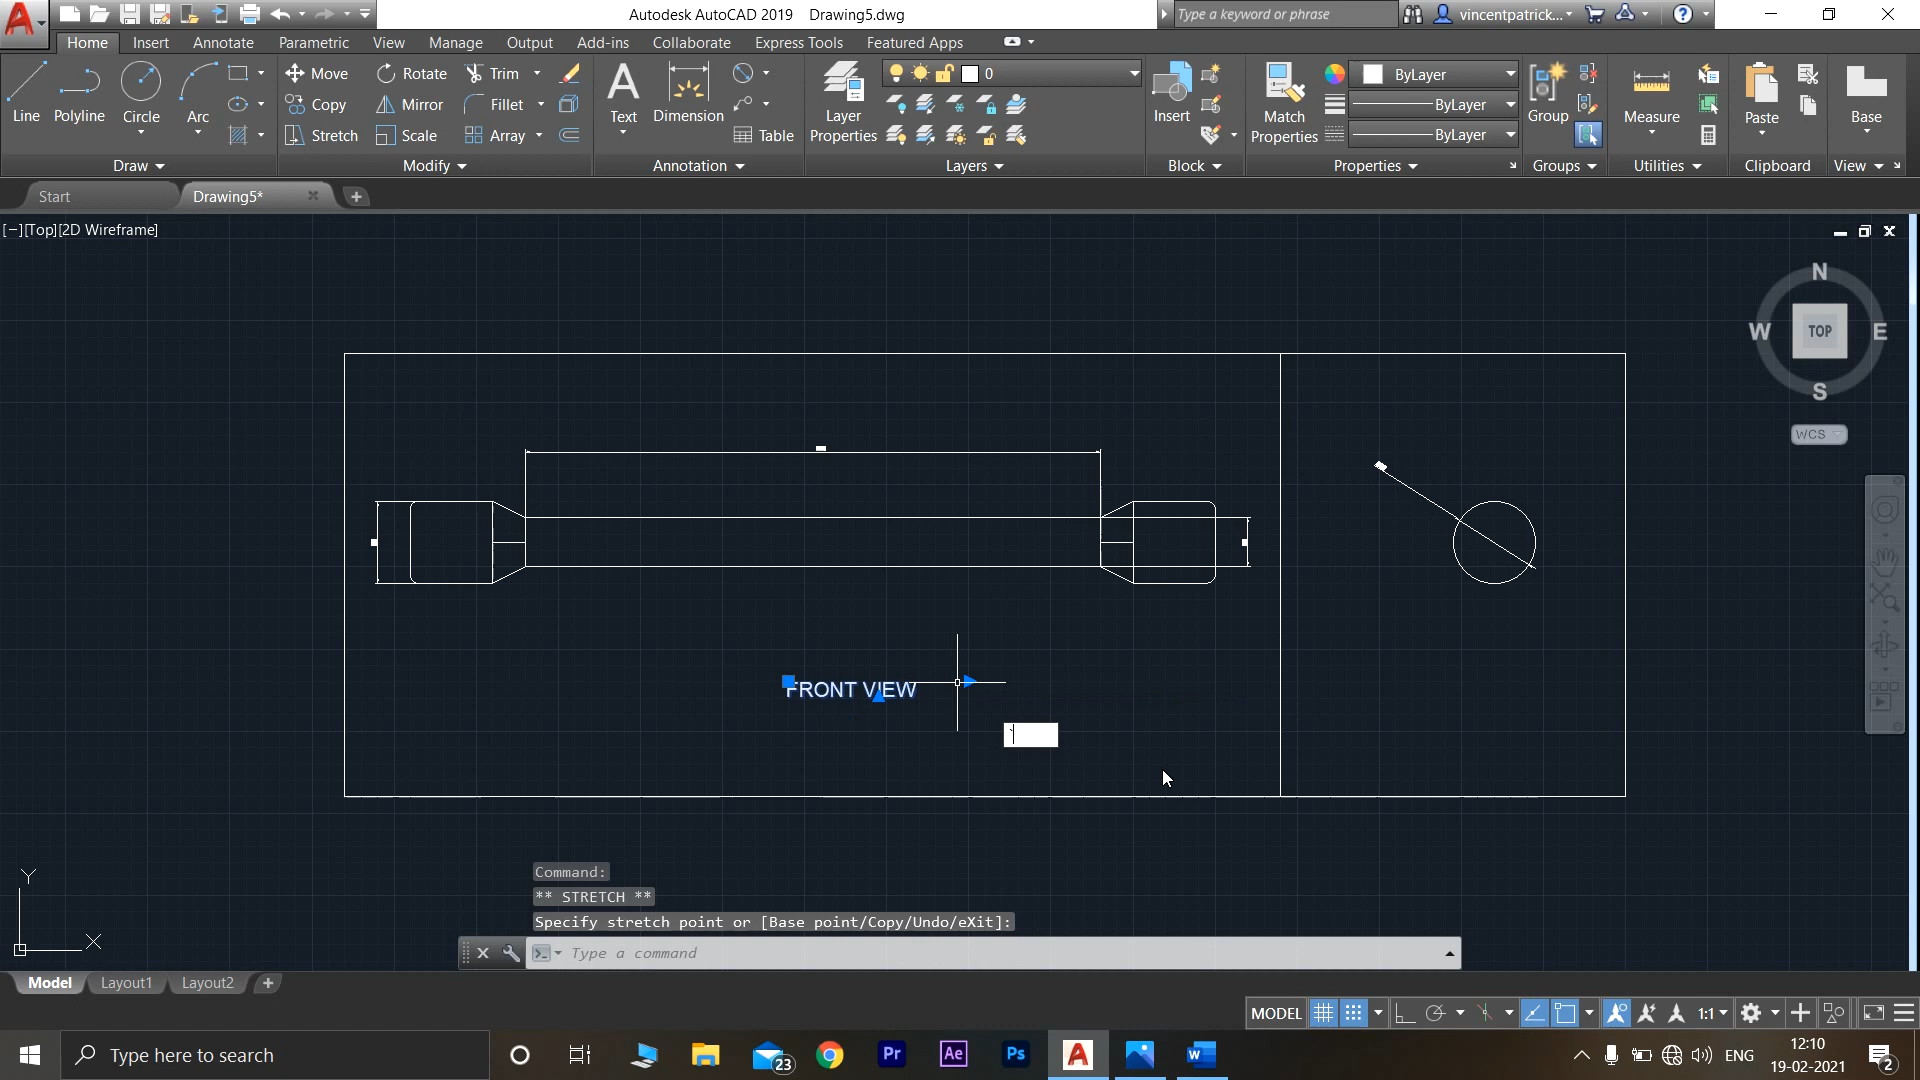 Autodesk AutoCAD 2019 Drawing5.dwg
Type a keyword or phrase
vincentpatrick...
Home Insert Annotate Parametric View Manage Output Add-ins Collaborate Express Tools Featured Apps
Line Polyline Circle Arc
Move Rotate Trim
Copy Mirror Fillet
Stretch Scale Array
Text Dimension Table
Layer Properties
0
Insert
Match Properties
ByLayer
ByLayer
ByLayer
Group Measure Paste Base
Draw Modify Annotation Layers Block Properties Groups Utilities Clipboard View
Start Drawing5*
[−][Top][2D Wireframe]
N
W TOP E
S
WCS
FRONT VIEW
`
Y
X
Command:
** STRETCH **
Specify stretch point or [Base point/Copy/Undo/eXit]:
Type a command
Model Layout1 Layout2
MODEL 1:1
Type here to search
23
Pr Ae Ps A W
ENG
12:10
19-02-2021
2